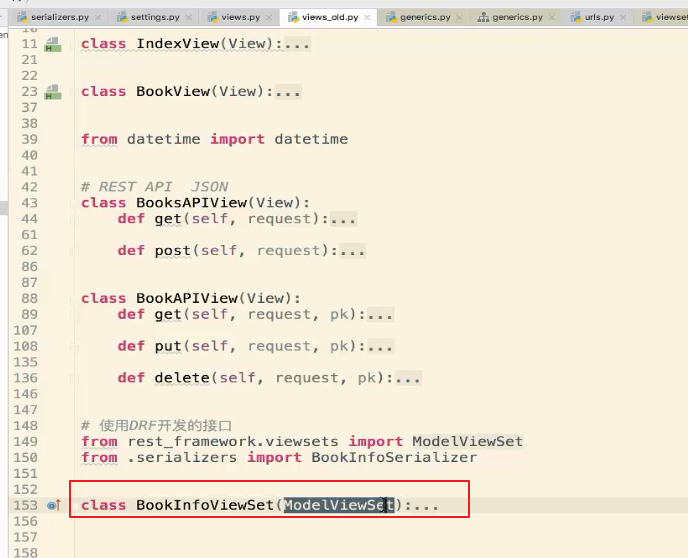 serializers.py settings.py views.py views_old.py generics.py generics.py urls.py viewset
11 class IndexView(View):...
21
22
23 class BookView(View):...
37
38
39 from datetime import datetime
40
41
42 # REST API  JSON
43 class BooksAPIView(View):
44 def get(self, request):...
61
62 def post(self, request):...
86
87
88 class BookAPIView(View):
89 def get(self, request, pk):...
107
108 def put(self, request, pk):...
135
136 def delete(self, request, pk):...
146
147
148 # 使用DRF开发的接口
149 from rest_framework.viewsets import ModelViewSet
150 from .serializers import BookInfoSerializer
151
152
153 class BookInfoViewSet(ModelViewSet):...
156
157
158